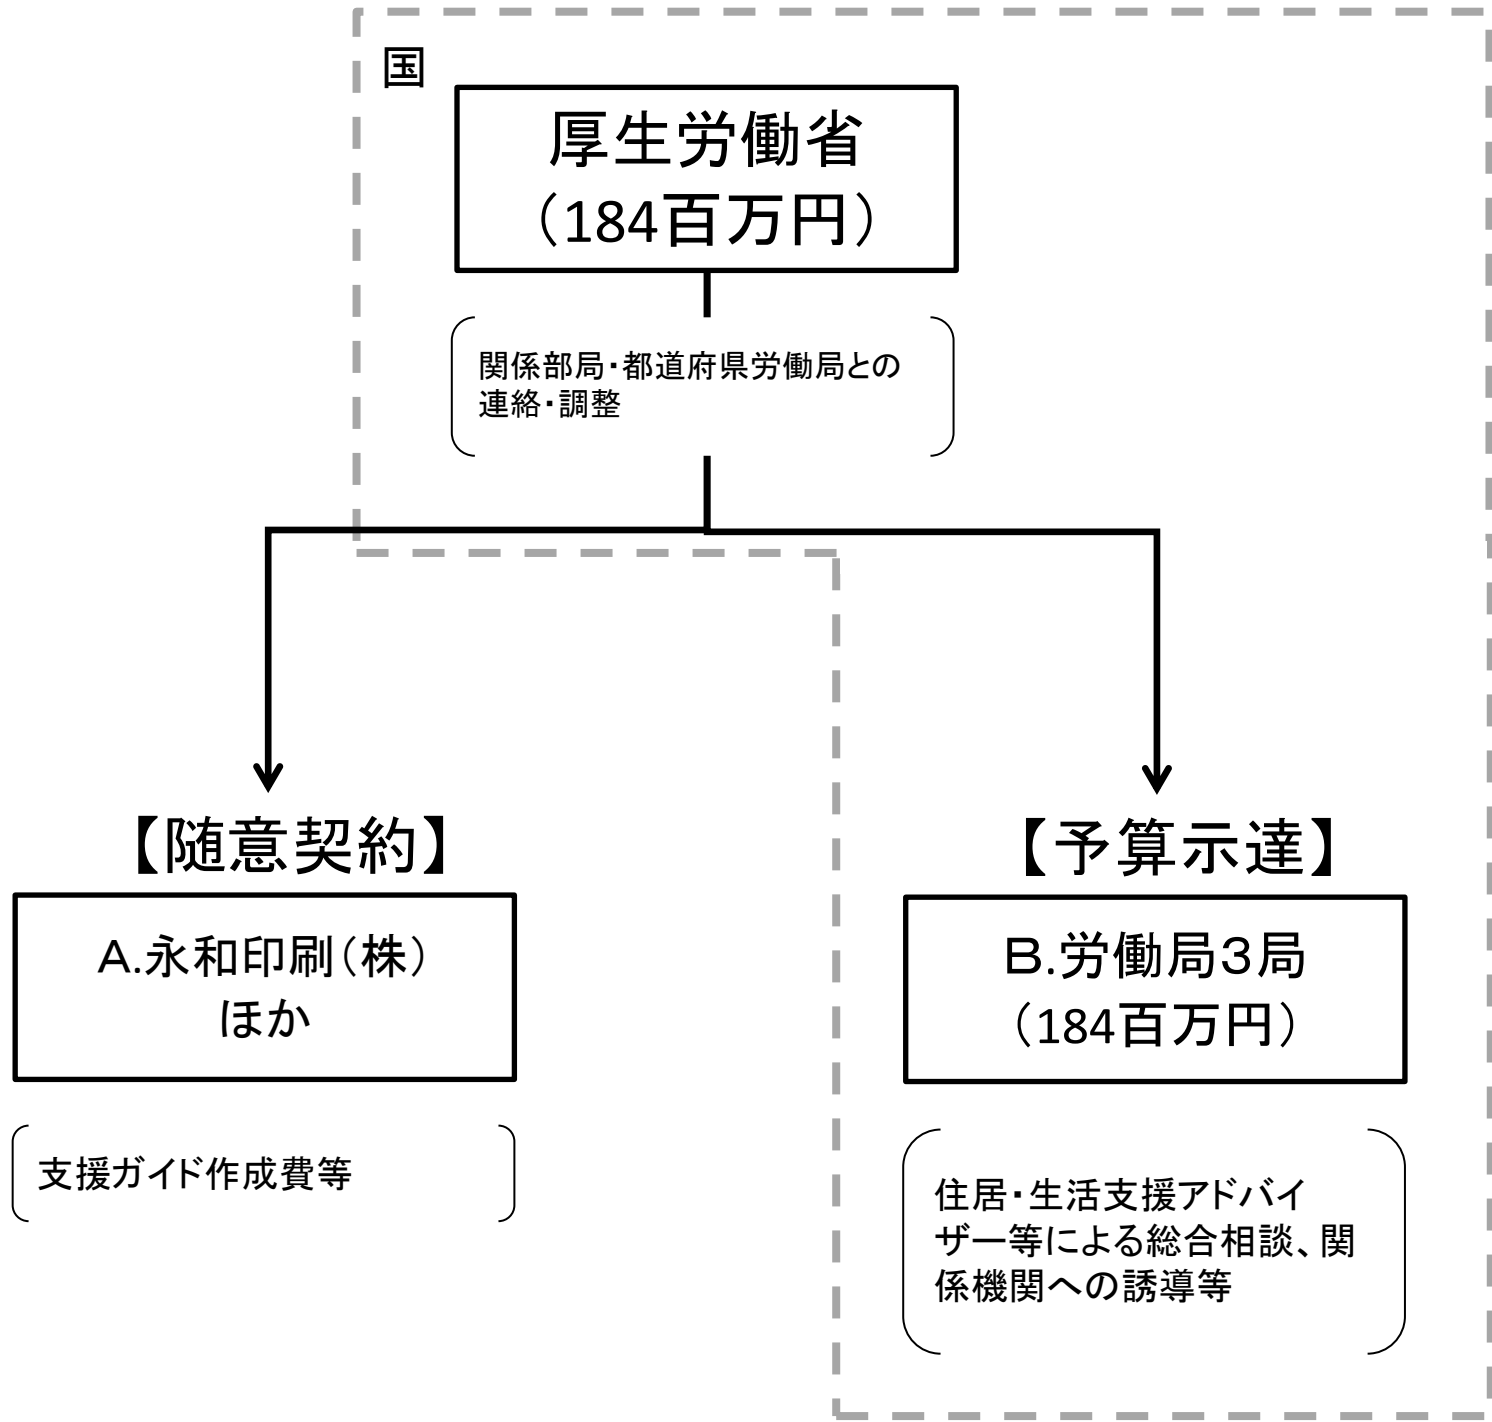 国
厚生労働省
（184百万円）
関係部局・都道府県労働局との
連絡・調整
【随意契約】
A.永和印刷（株）
ほか
支援ガイド作成費等
【予算示達】
B.労働局３局
（184百万円）
住居・生活支援アドバイ
ザー等による総合相談、関
係機関への誘導等